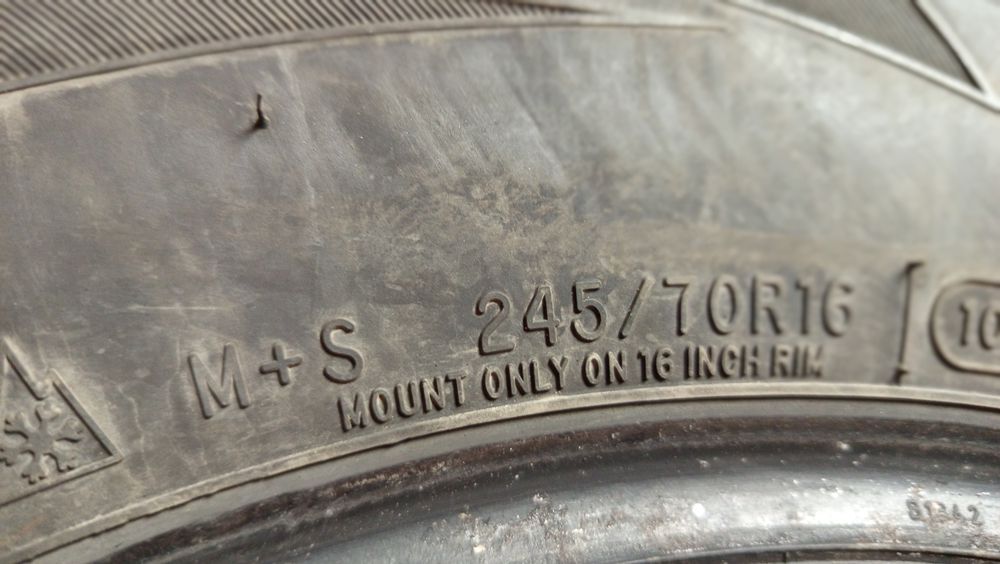 M+S 245/70R16
MOUNT ONLY ON 16 INCH RIM